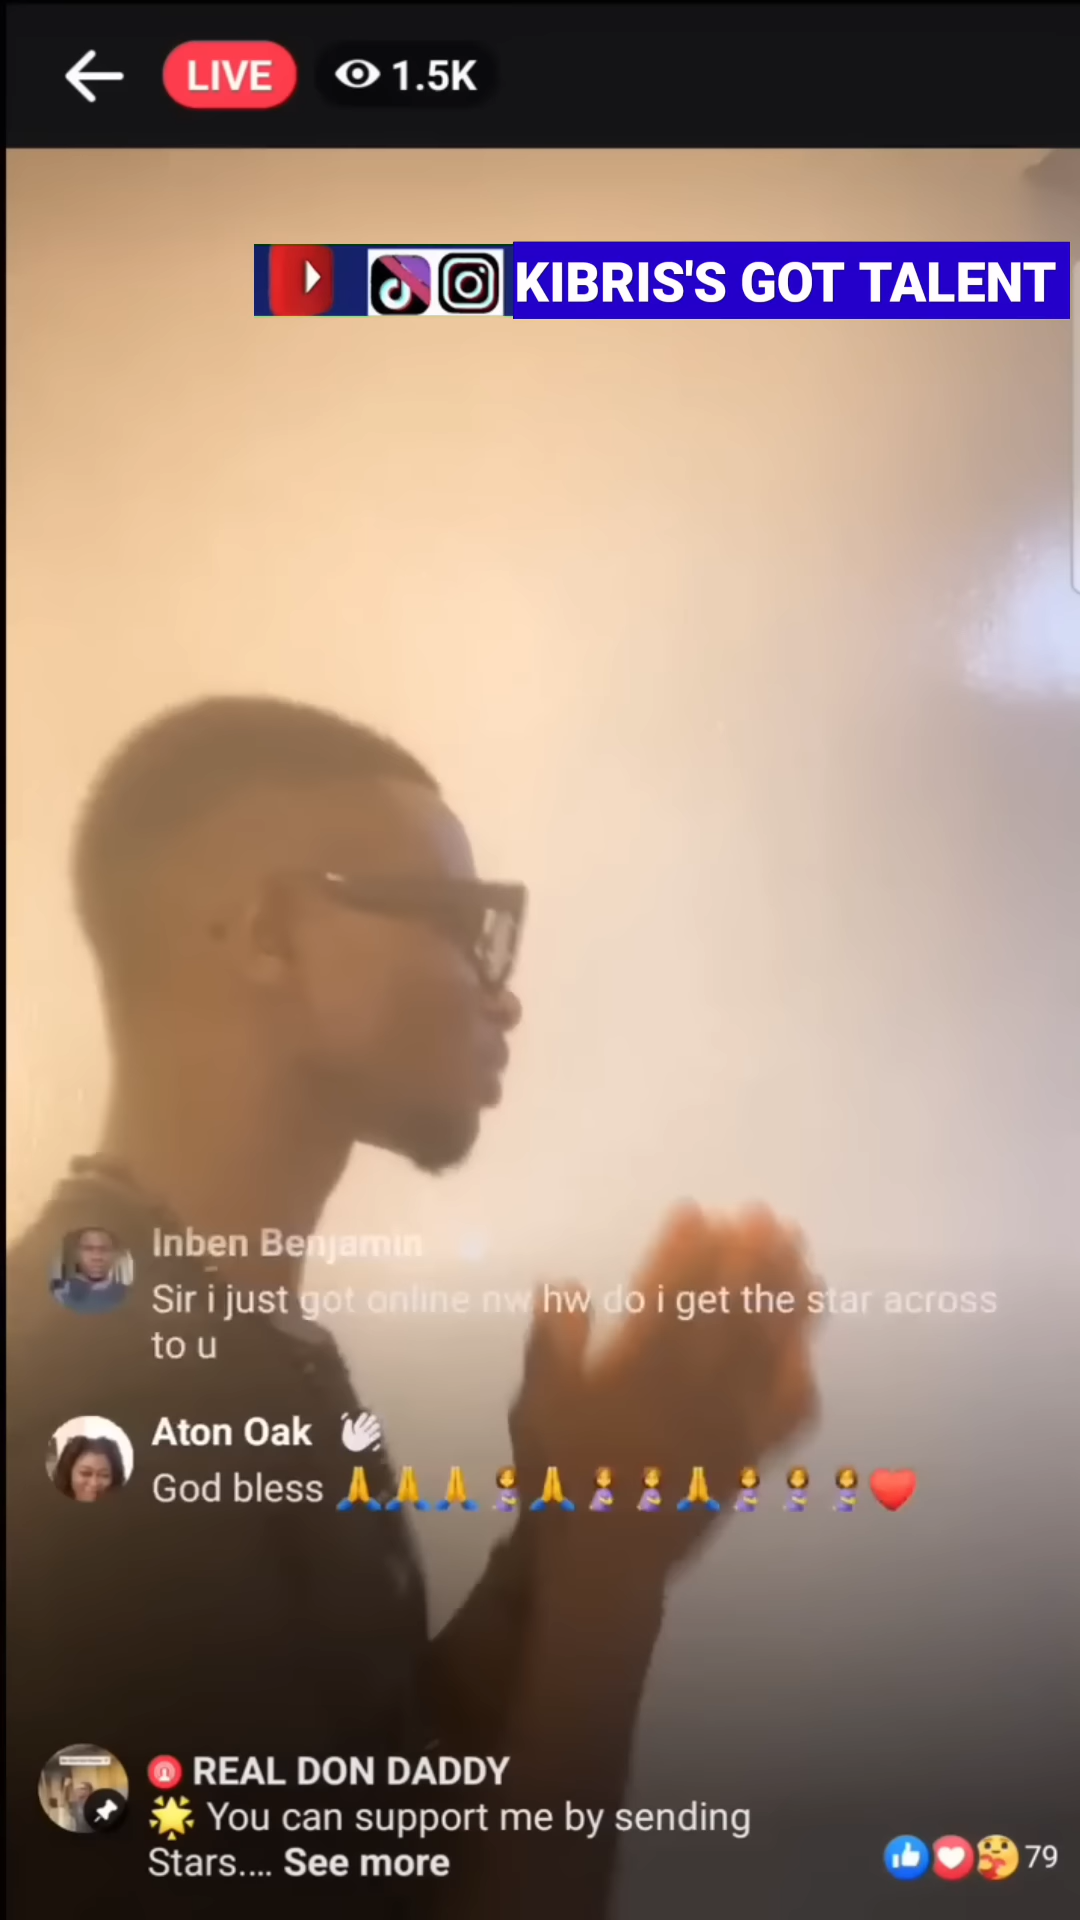 LIVE 1.5K
KIBRIS'S GOT TALENT
Inben Benjamin
Sir i just got online nw hw do i get the star across
to u
Aton Oak 👋
God bless 🙏🙏🙏🤱🙏🤱🤱🙏🤱🤱🤱❤️
REAL DON DADDY
🌟 You can support me by sending
Stars.... See more
79